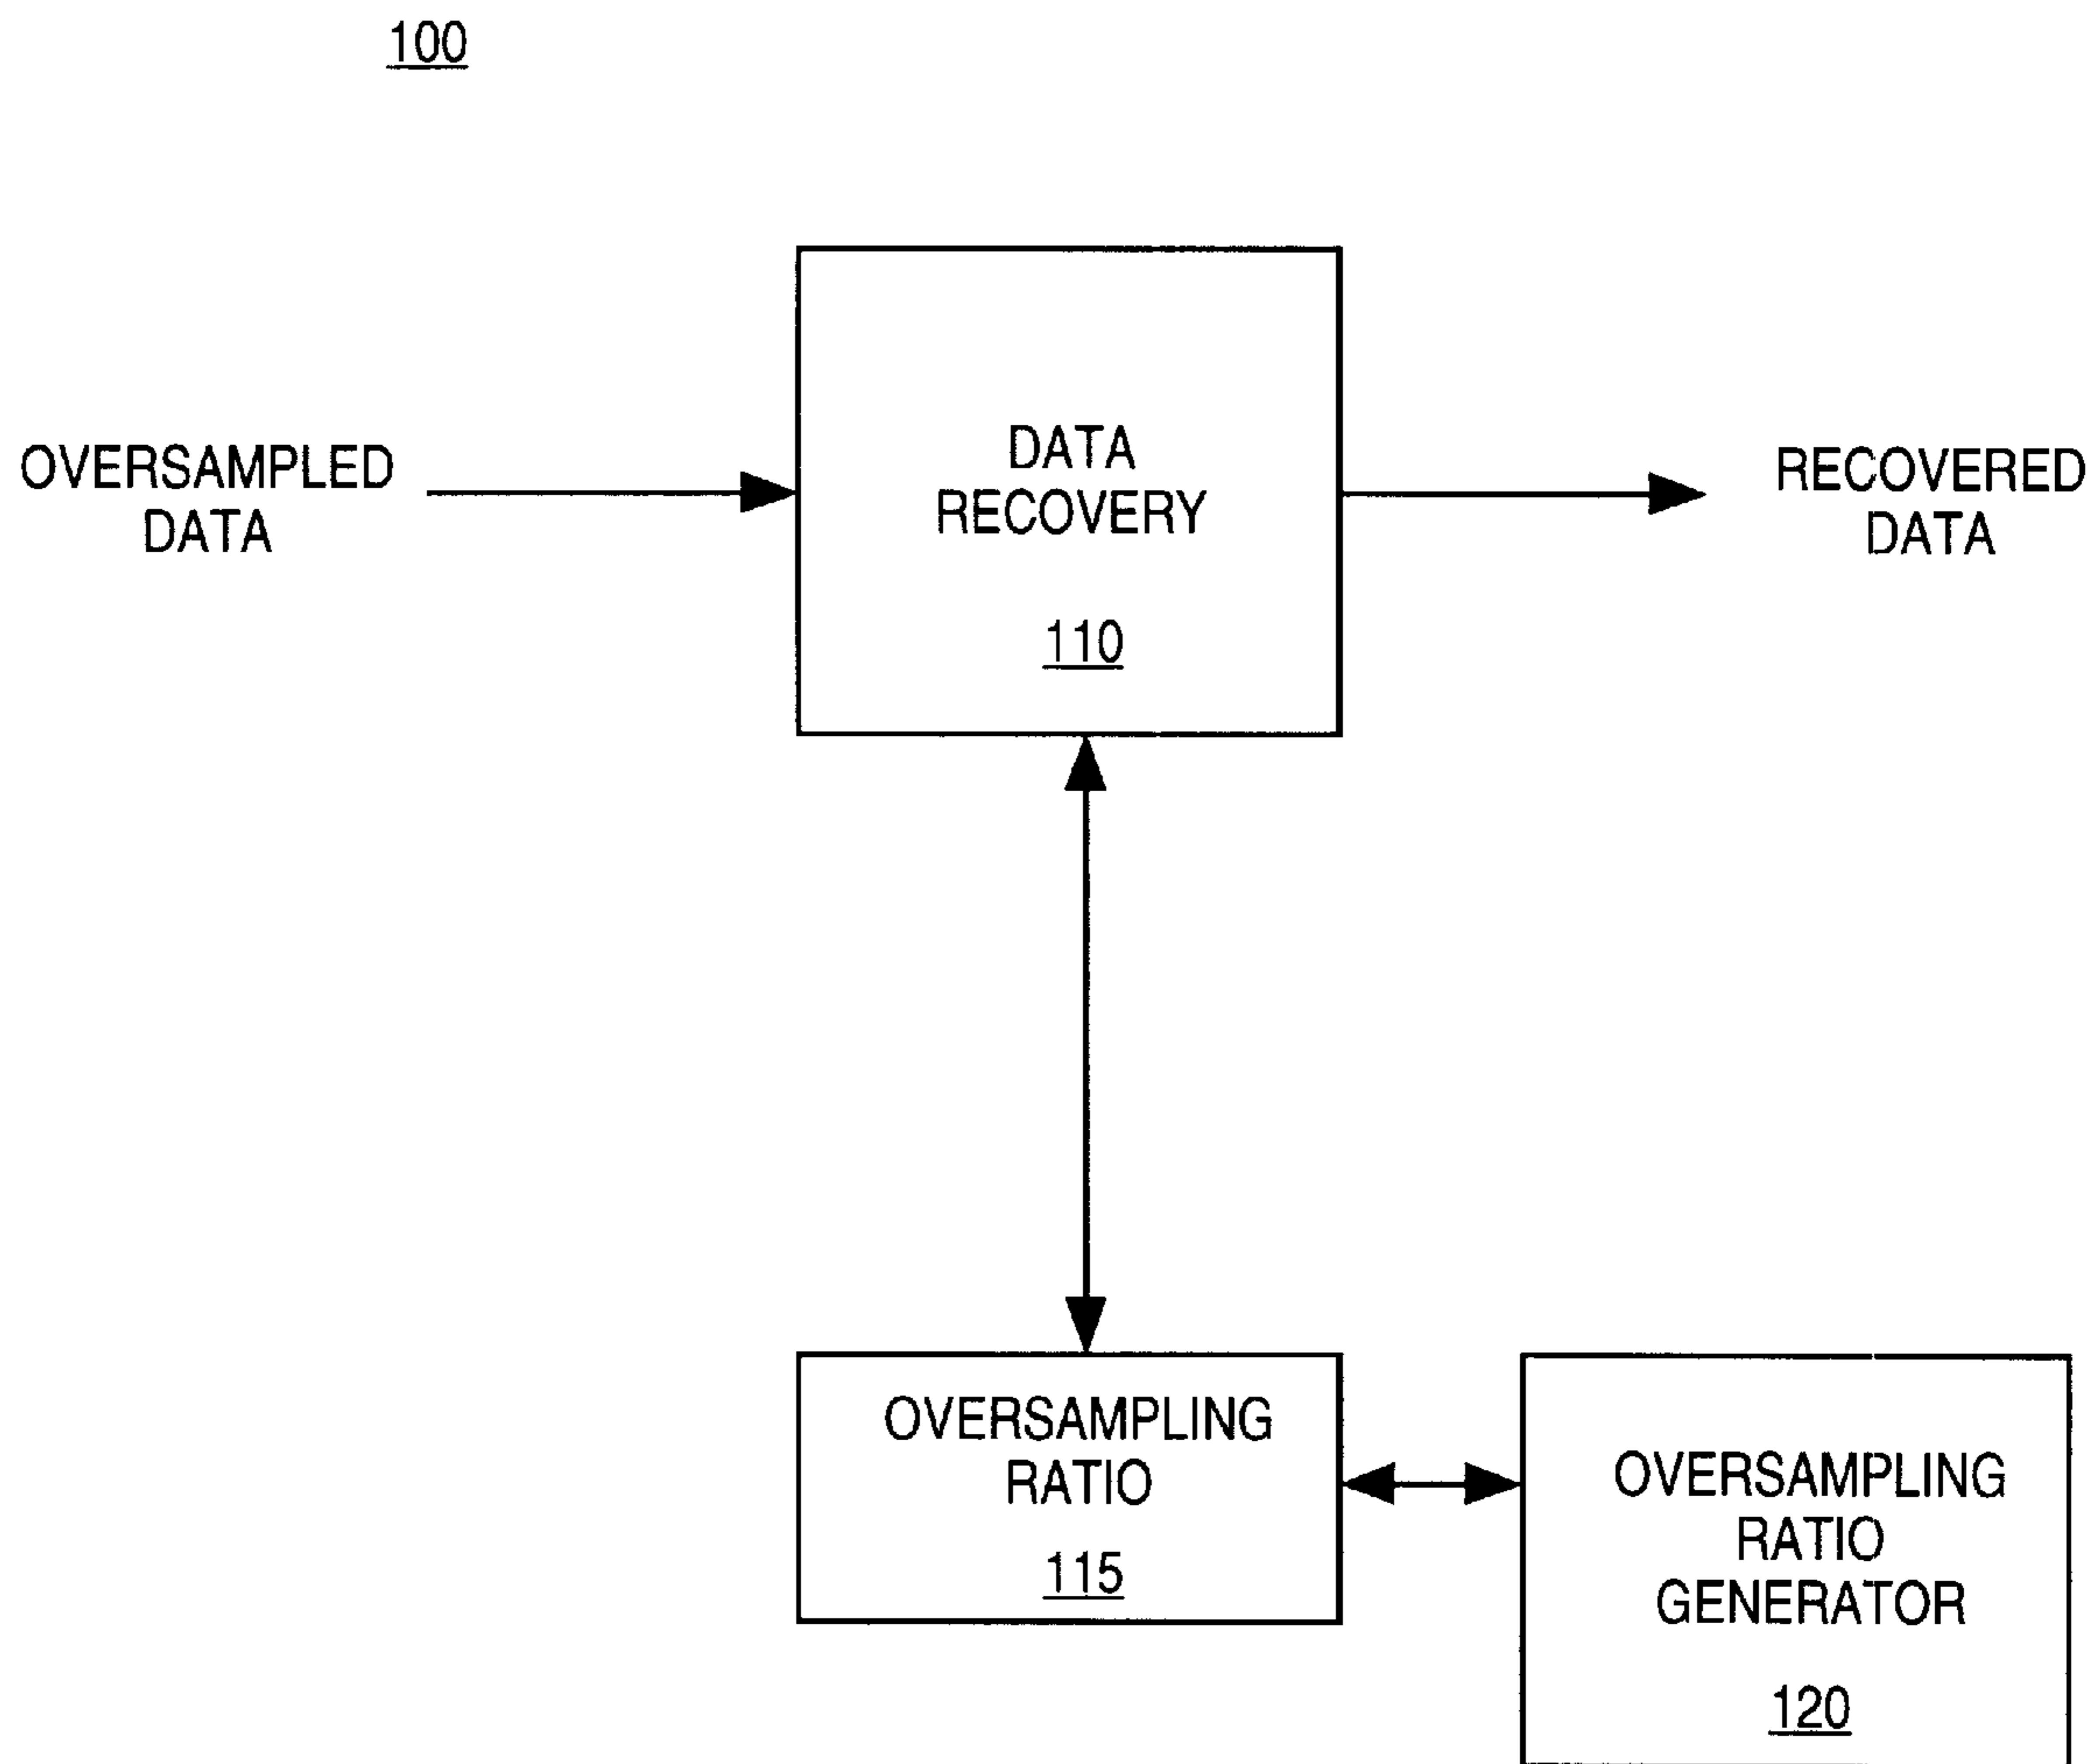 100
OVERSAMPLED
DATA
DATA
RECOVERY
110
RECOVERED
DATA
OVERSAMPLING
RATIO
115
OVERSAMPLING
RATIO
GENERATOR
120